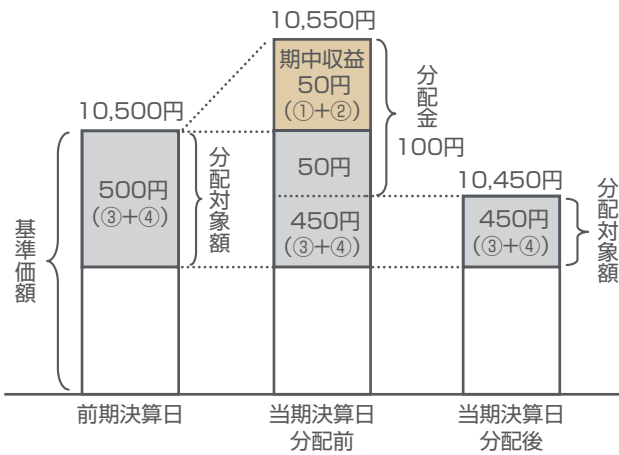 10,550円
期中収益
50円
(①+②)
分配金
10,500円
100円
50円
500円
(③+④)
分配対象額
10,450円
450円
(③+④)
450円
(③+④)
分配対象額
基準価額
前期決算日
当期決算日
分配前
当期決算日
分配後